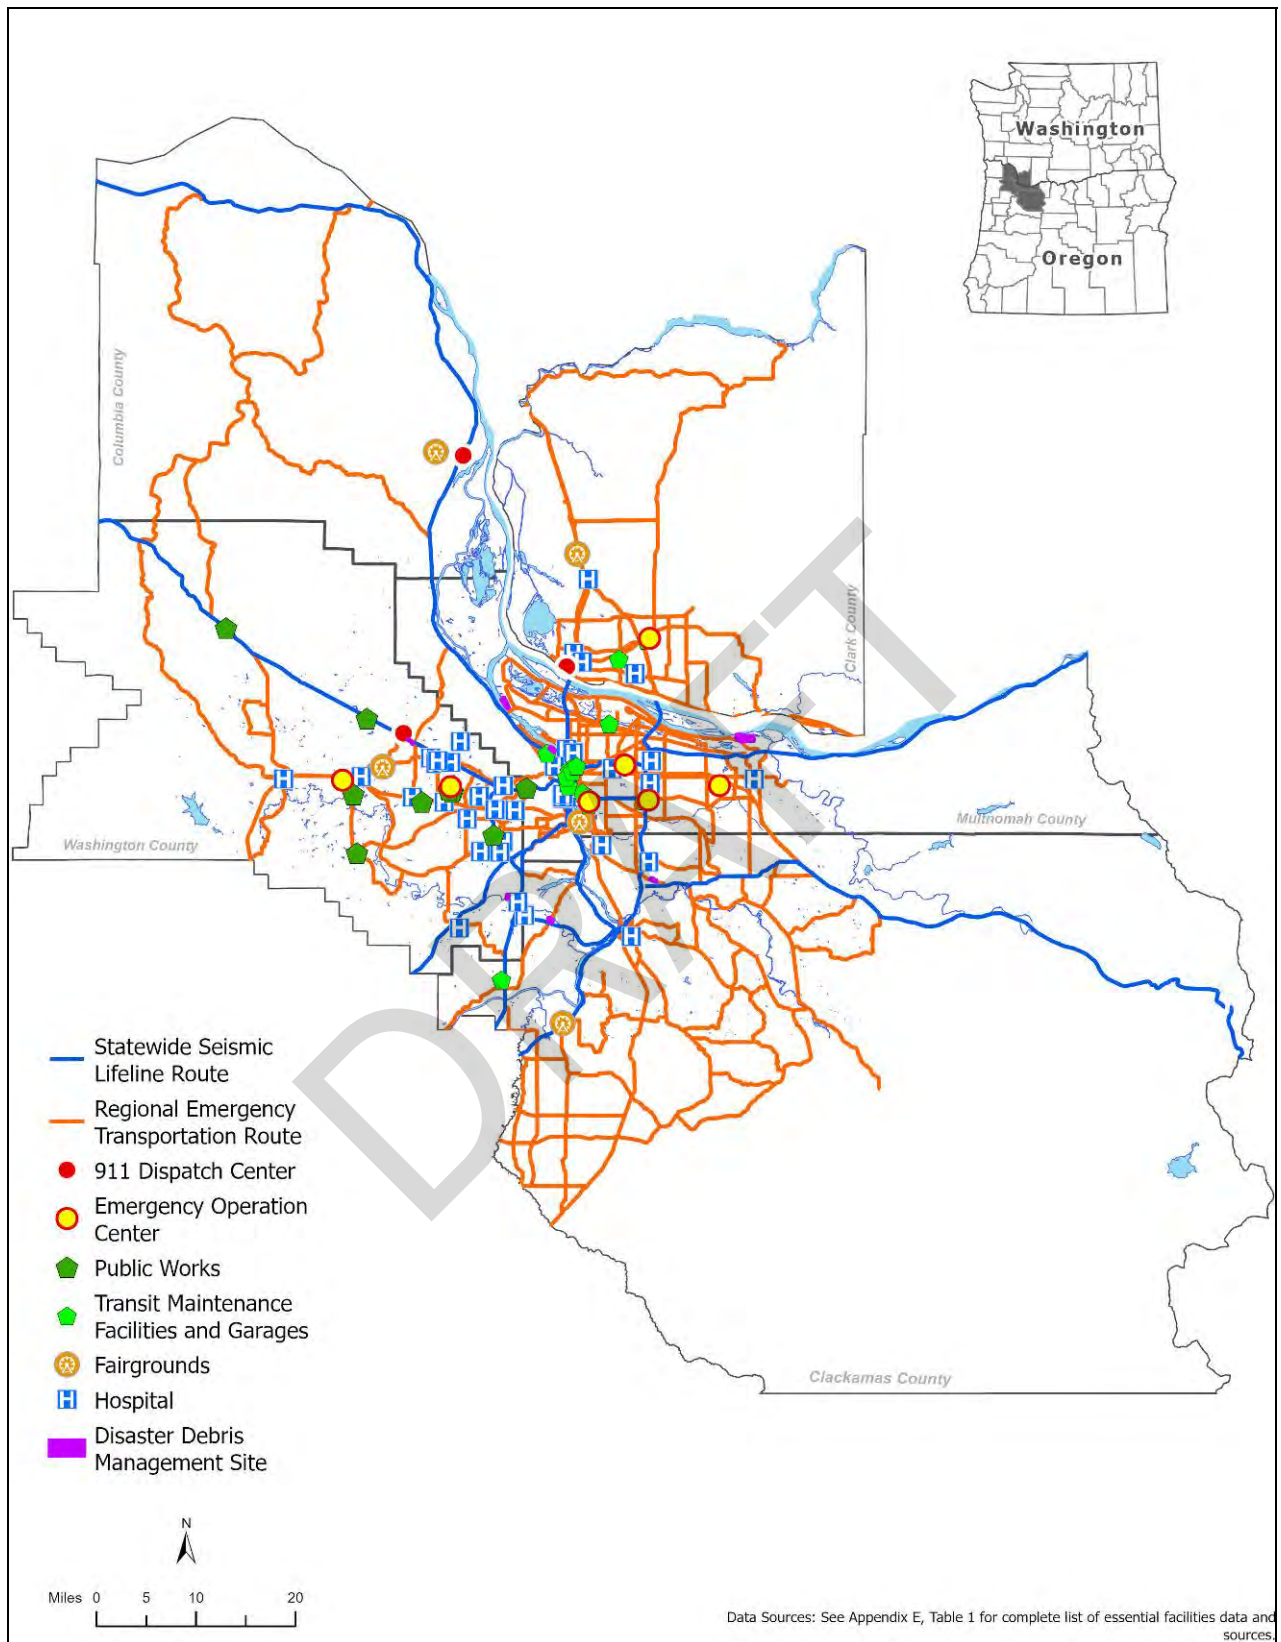 Washington
Oregon
Columbia County
Clark County
Multnomah County
Washington County
DRAFT
Statewide Seismic
Lifeline Route
Regional Emergency
Transportation Route
911 Dispatch Center
Emergency Operation
Center
Public Works
Transit Maintenance
Facilities and Garages
Fairgrounds
H Hospital
Disaster Debris
Management Site
Clackamas County
N
Miles 0 5 10 20
Data Sources: See Appendix E, Table 1 for complete list of essential facilities data and
sources.